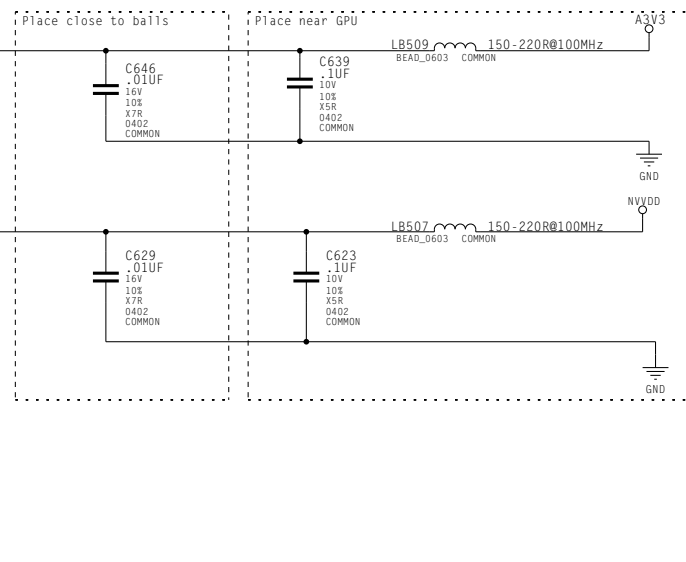 Place close to balls
Place near GPU
A3V3
LB509
150-220R@100MHz
BEAD_0603
COMMON
C646
.01UF
16V
10%
X7R
0402
COMMON
C639
.1UF
10V
10%
X5R
0402
COMMON
GND
NVVDD
LB507
150-220R@100MHz
BEAD_0603
COMMON
C629
.01UF
16V
10%
X7R
0402
COMMON
C623
.1UF
10V
10%
X5R
0402
COMMON
GND